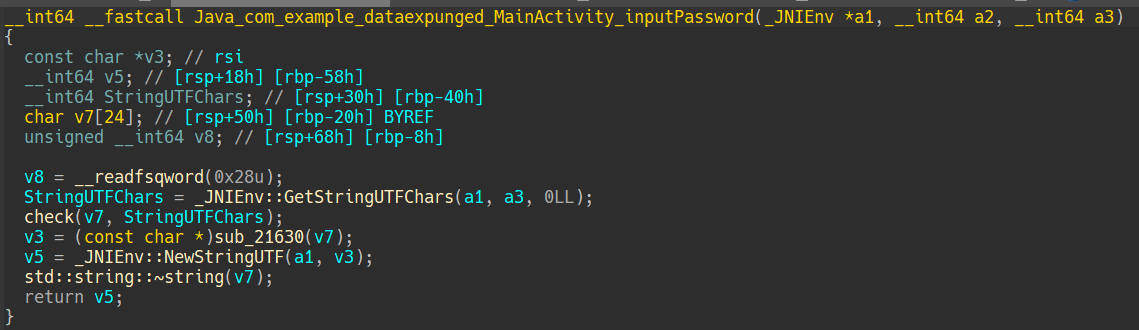 __int64 __fastcall Java_com_example_dataexpunged_MainActivity_inputPassword(_JNIEnv *a1, __int64 a2, __int64 a3)
{
  const char *v3; // rsi
  __int64 v5; // [rsp+18h] [rbp-58h]
  __int64 StringUTFChars; // [rsp+30h] [rbp-40h]
  char v7[24]; // [rsp+50h] [rbp-20h] BYREF
  unsigned __int64 v8; // [rsp+68h] [rbp-8h]

  v8 = __readfsqword(0x28u);
  StringUTFChars = _JNIEnv::GetStringUTFChars(a1, a3, 0LL);
  check(v7, StringUTFChars);
  v3 = (const char *)sub_21630(v7);
  v5 = _JNIEnv::NewStringUTF(a1, v3);
  std::string::~string(v7);
  return v5;
}